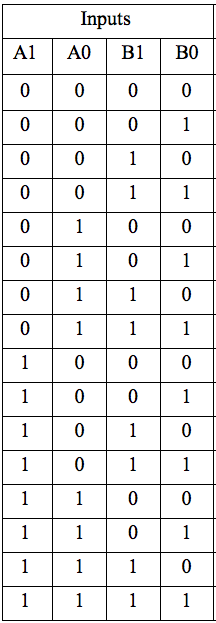 Inputs
A1 A0 B1 B0
0 0 0 0
0 0 0 1
0 0 1 0
0 0 1 1
0 1 0 0
0 1 0 1
0 1 1 0
0 1 1 1
1 0 0 0
1 0 0 1
1 0 1 0
1 0 1 1
1 1 0 0
1 1 0 1
1 1 1 0
1 1 1 1